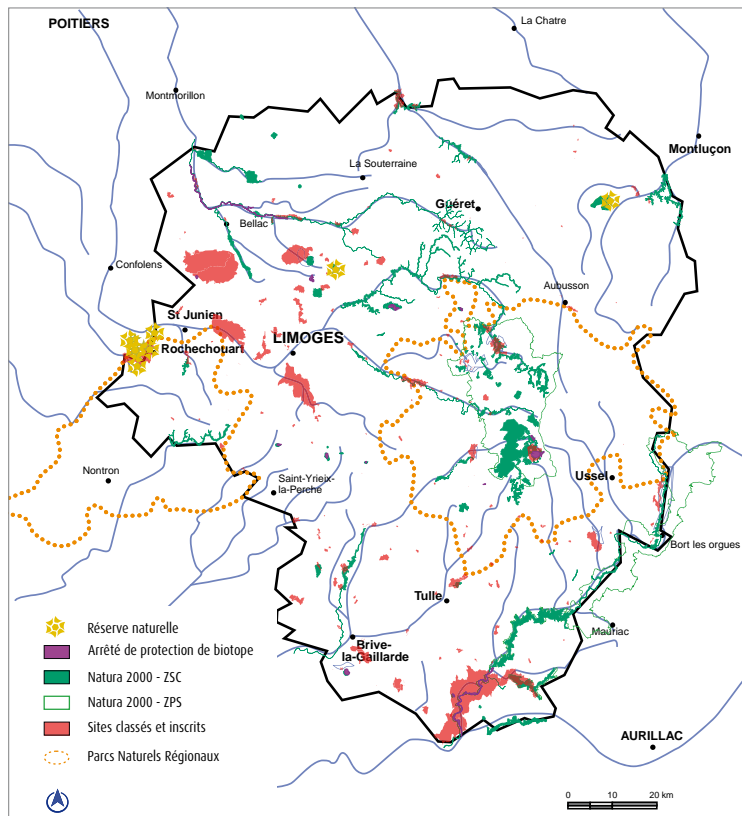 POITIERS
La Chatre
Montmorillon
Montluçon
La Souterraine
Guéret
Bellac
Confolens
Aubusson
St Junien
LIMOGES
Rochechouart
Nontron
Saint-Yrieix-
la-Perche
Ussel
Bort les orgues
Tulle
Mauriac
Brive-
la-Gaillarde
AURILLAC
Réserve naturelle
Arrêté de protection de biotope
Natura 2000 - ZSC
Natura 2000 - ZPS
Sites classés et inscrits
Parcs Naturels Régionaux
0 10 20 km